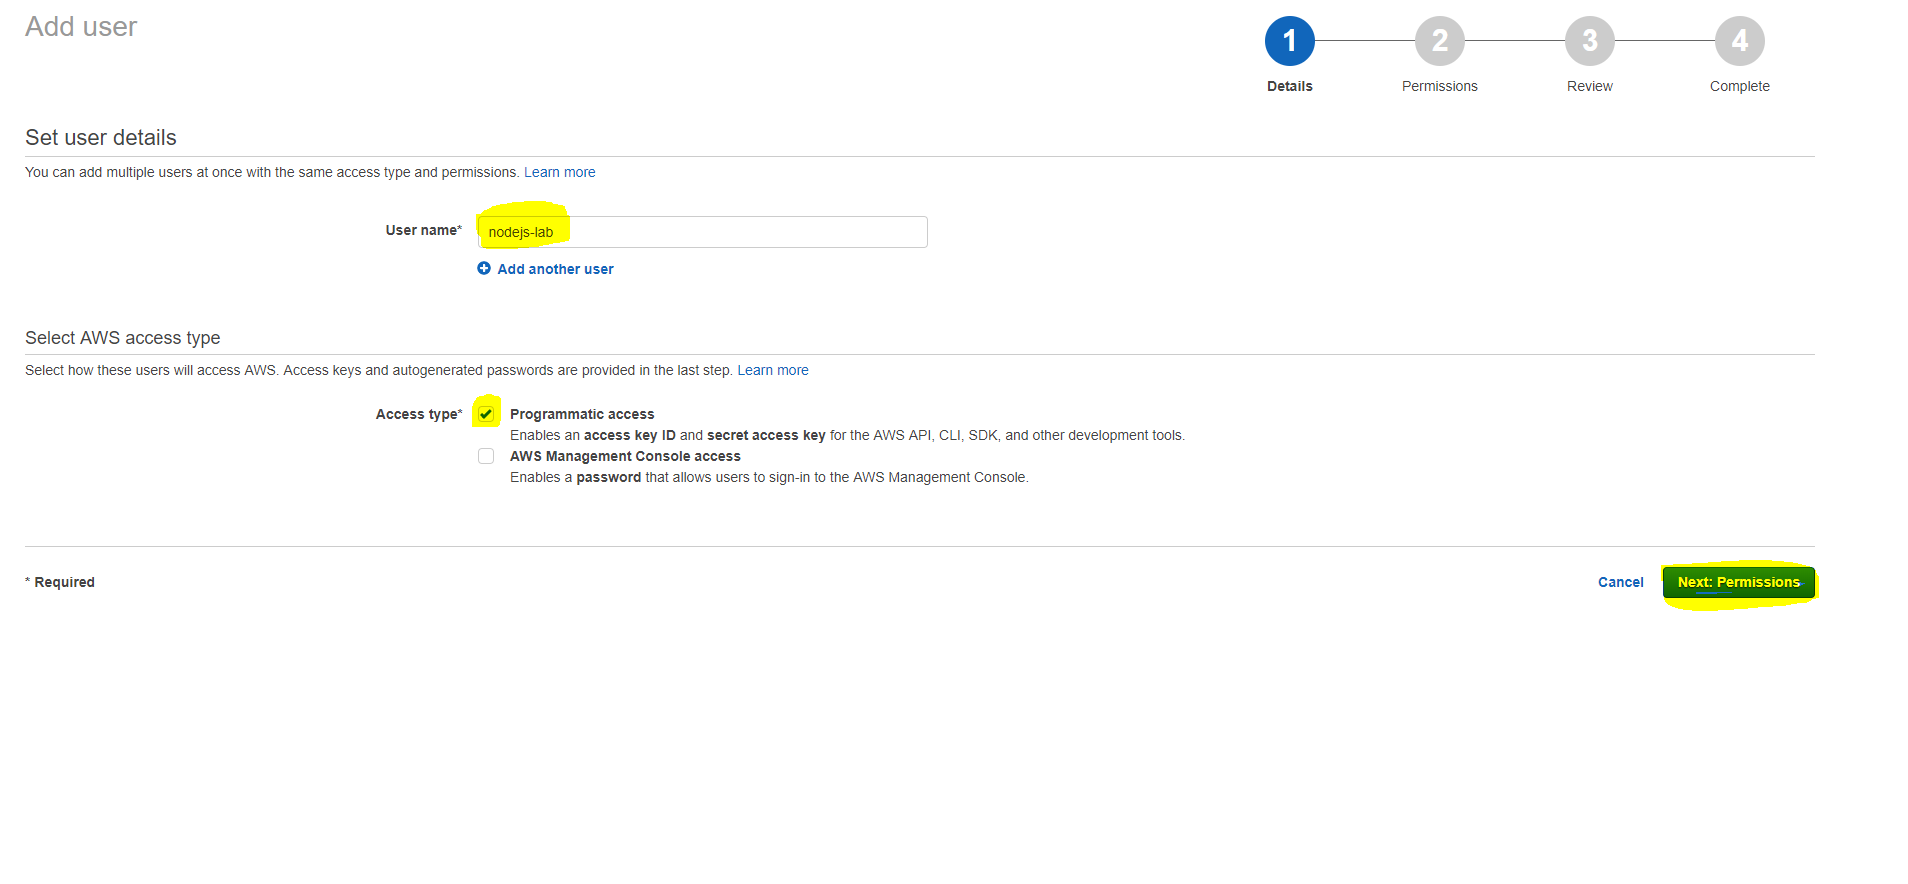 Add user
1 2 3 4
Details Permissions Review Complete
Set user details
You can add multiple users at once with the same access type and permissions. Learn more
User name* nodejs-lab
Add another user
Select AWS access type
Select how these users will access AWS. Access keys and autogenerated passwords are provided in the last step. Learn more
Access type* Programmatic access
Enables an access key ID and secret access key for the AWS API, CLI, SDK, and other development tools.
AWS Management Console access
Enables a password that allows users to sign-in to the AWS Management Console.
* Required Cancel Next: Permissions